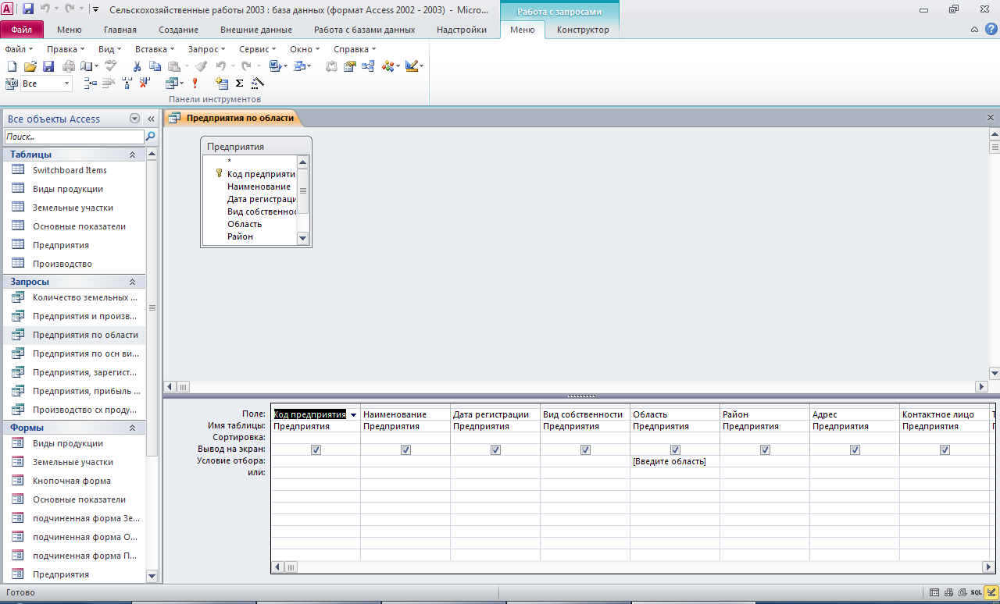 Сельскохозяйственные работы 2003 : база данных (формат Access 2002 - 2003) - Micro...
Работа с запросами
Файл Меню Главная Создание Внешние данные Работа с базами данных Надстройки Меню Конструктор
Файл Правка Вид Вставка Запрос Сервис Окно Справка
Все
Панели инструментов
Все объекты Access
Поиск...
Таблицы
Switchboard Items
Виды продукции
Земельные участки
Основные показатели
Предприятия
Производство
Запросы
Количество земельных ...
Предприятия и произв...
Предприятия по области
Предприятия по осн ви...
Предприятия, зарегист...
Предприятия, прибыль ...
Производство сх проду...
Формы
Виды продукции
Земельные участки
Кнопочная форма
Основные показатели
подчиненная форма Зе...
подчиненная форма О...
подчиненная форма П...
Предприятия
Предприятия по области
Предприятия
*
Код предприяти
Наименование
Дата регистраци
Вид собственнос
Область
Район
Поле: Код предприятия Наименование Дата регистрации Вид собственности Область Район Адрес Контактное лицо
Имя таблицы: Предприятия Предприятия Предприятия Предприятия Предприятия Предприятия Предприятия Предприятия
Сортировка:
Вывод на экран:
Условие отбора: [Введите область]
или:
Готово
SQL